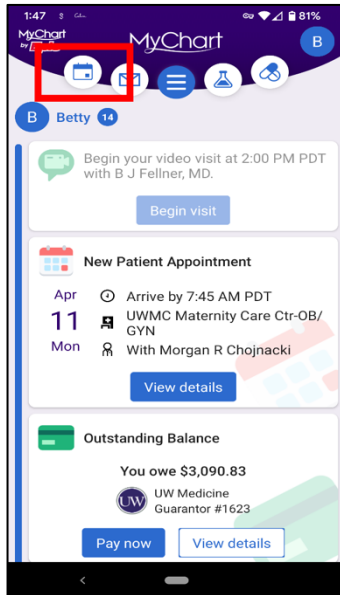 1:47
81%
MyChart
by
MyChart
B
B
Betty 14
Begin your video visit at 2:00 PM PDT
with B J Fellner, MD.
Begin visit
New Patient Appointment
Apr
11
Mon
Arrive by 7:45 AM PDT
UWMC Maternity Care Ctr-OB/
GYN
With Morgan R Chojnacki
View details
Outstanding Balance
You owe $3,090.83
UW
UW Medicine
Guarantor #1623
Pay now
View details